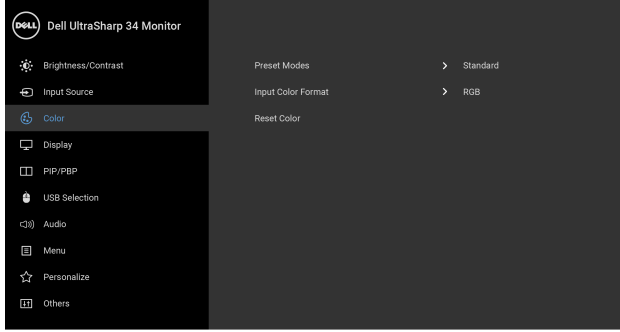 DELL Dell UltraSharp 34 Monitor
Brightness/Contrast Preset Modes > Standard
Input Source Input Color Format > RGB
Color Reset Color
Display
PIP/PBP
USB Selection
Audio
Menu
Personalize
Others